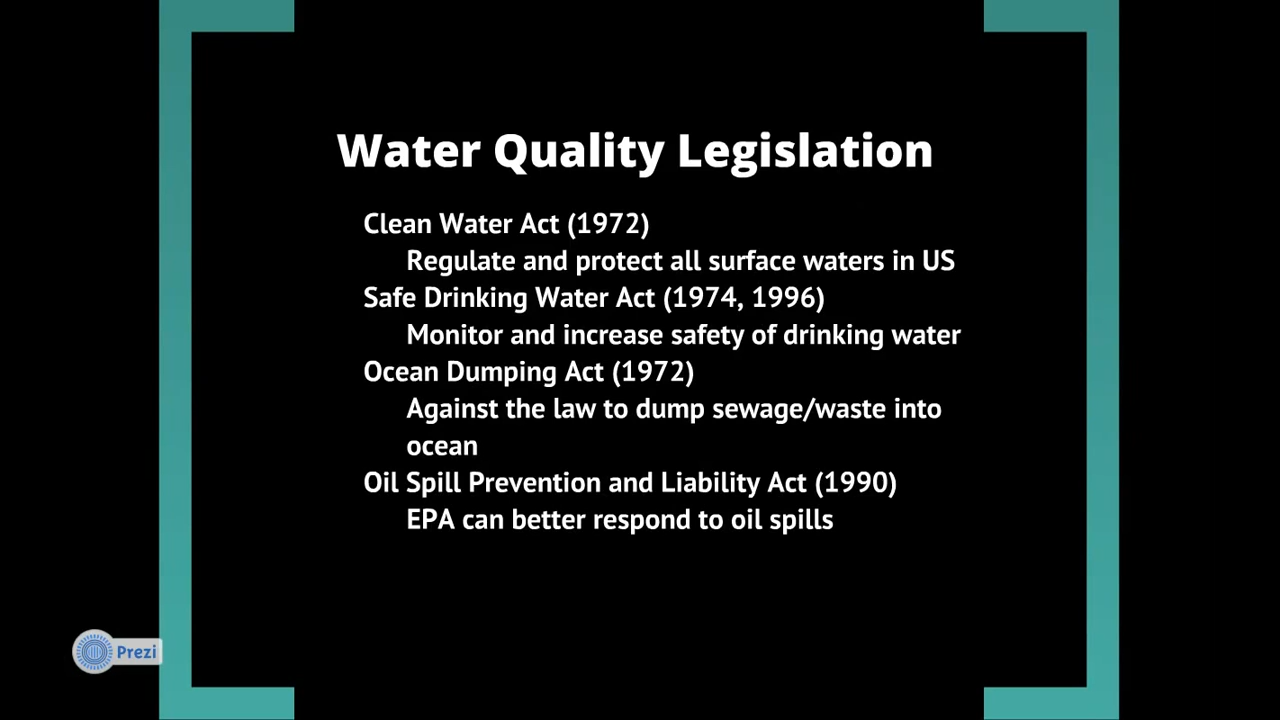 Water Quality Legislation
Clean Water Act (1972)
Regulate and protect all surface waters in US
Safe Drinking Water Act (1974, 1996)
Monitor and increase safety of drinking water
Ocean Dumping Act (1972)
Against the law to dump sewage/waste into
ocean
Oil Spill Prevention and Liability Act (1990)
EPA can better respond to oil spills
Prezi